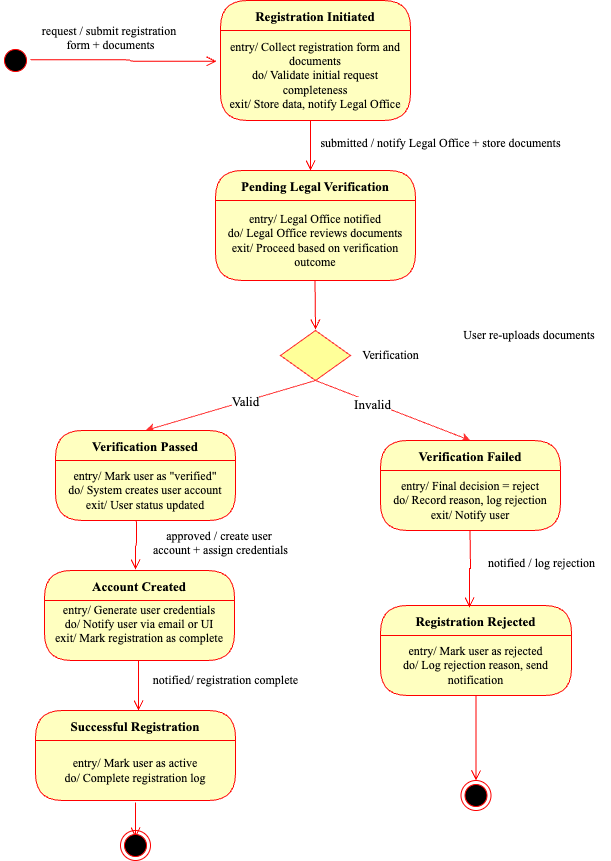 Registration Initiated
request / submit registration
form + documents
entry/ Collect registration form and
documents
do/ Validate initial request
completeness
exit/ Store data, notify Legal Office
submitted / notify Legal Office + store documents
Pending Legal Verification
entry/ Legal Office notified
do/ Legal Office reviews documents
exit/ Proceed based on verification
outcome
User re-uploads documents
Verification
Valid
Invalid
Verification Passed
entry/ Mark user as "verified"
do/ System creates user account
exit/ User status updated
Verification Failed
entry/ Final decision = reject
do/ Record reason, log rejection
exit/ Notify user
approved / create user
account + assign credentials
notified / log rejection
Account Created
entry/ Generate user credentials
do/ Notify user via email or UI
exit/ Mark registration as complete
Registration Rejected
entry/ Mark user as rejected
do/ Log rejection reason, send
notification
notified/ registration complete
Successful Registration
entry/ Mark user as active
do/ Complete registration log